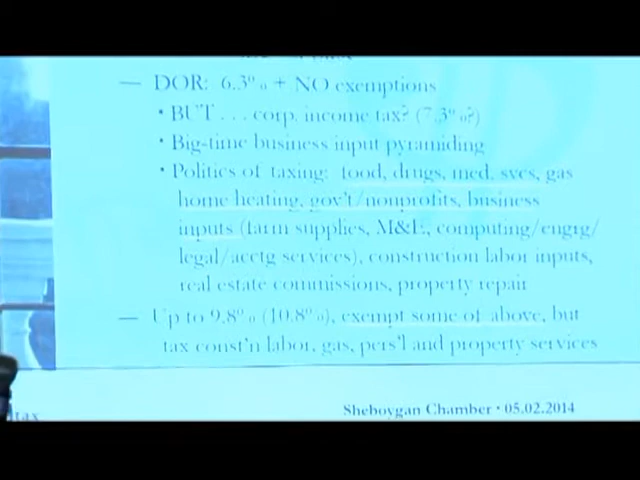 — DOR: 6.3% + NO exemptions
• BUT . . . corp. income tax? (7.3%?)
• Big-time business input pyramiding
• Politics of taxing: food, drugs, med. svcs, gas
home heating, gov't/nonprofits, business
inputs (farm supplies, M&E, computing/engrg/
legal/acctg services), construction labor inputs,
real estate commissions, property repair
— Up to 9.8% (10.8%), exempt some of above, but
tax const'n labor, gas, pers'l and property services
tax
Sheboygan Chamber • 05.02.2014